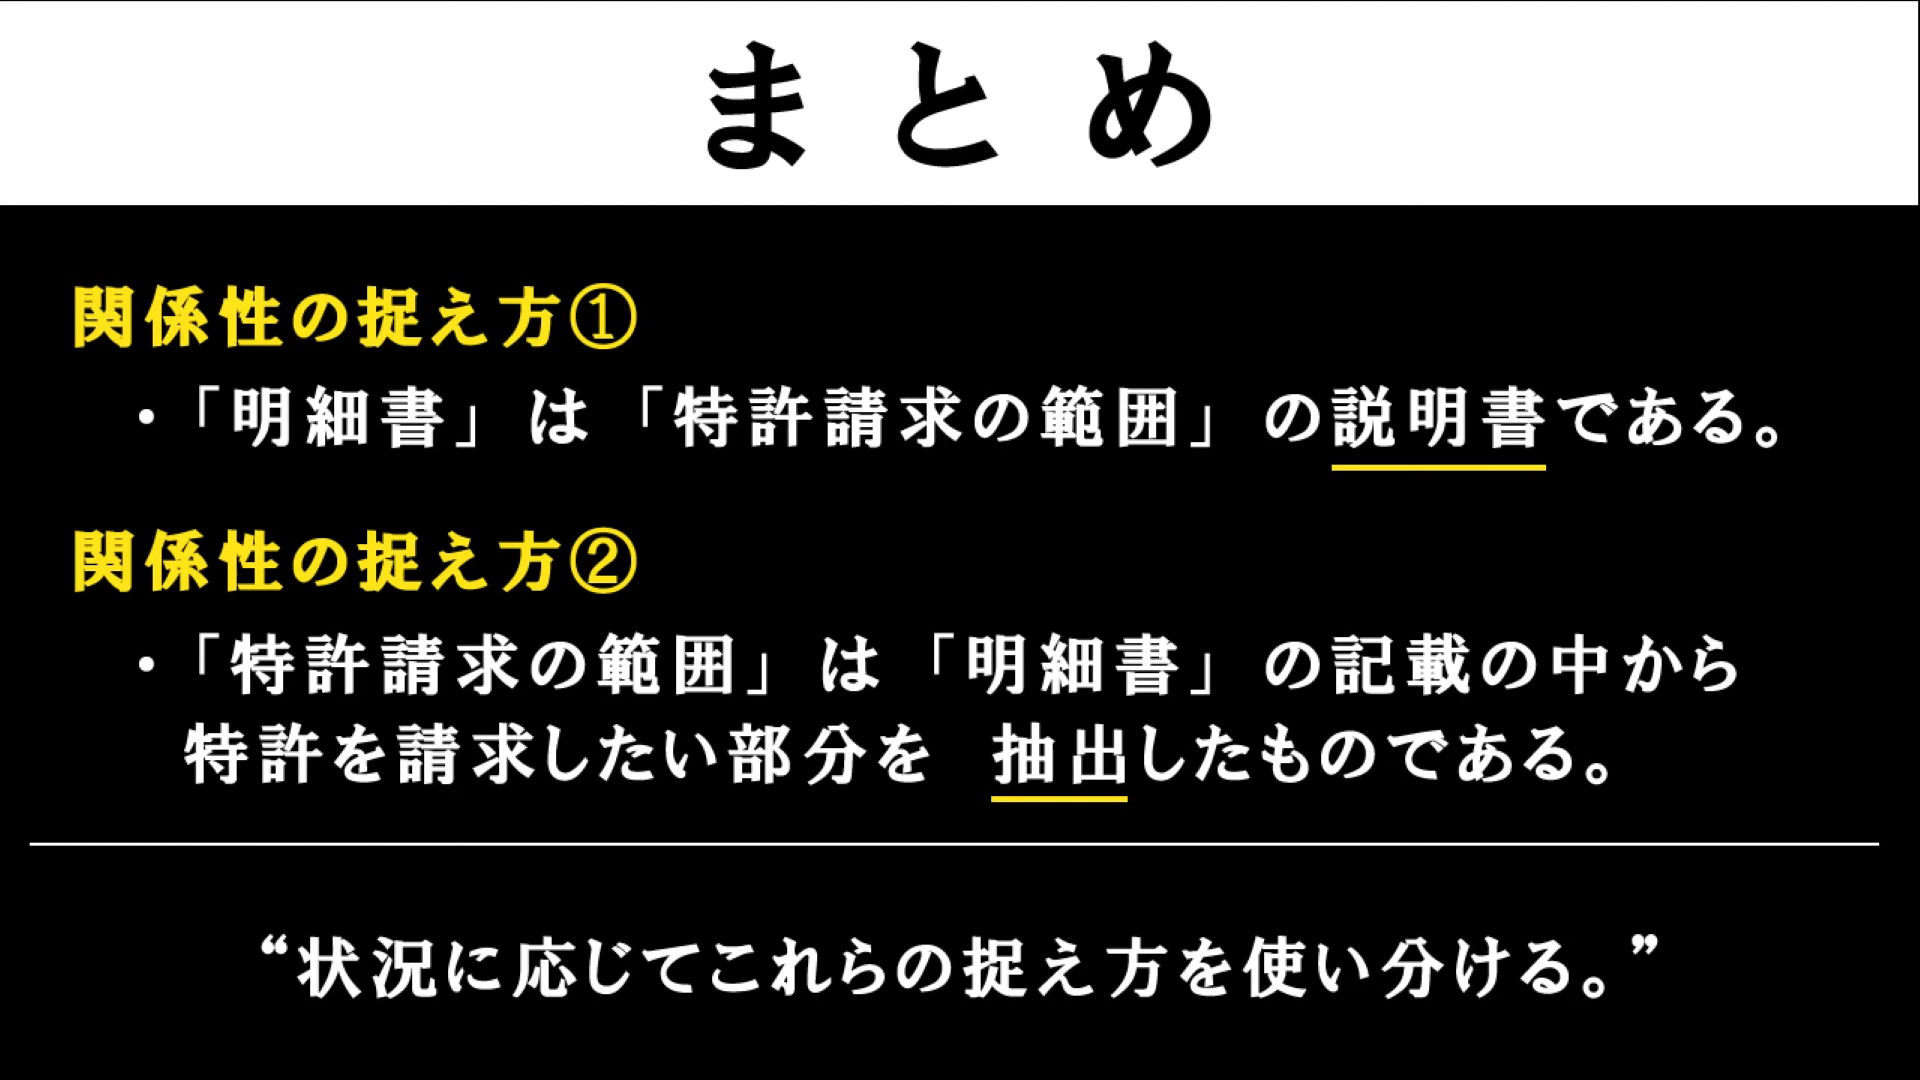 まとめ
関係性の捉え方①
・「明細書」は「特許請求の範囲」の説明書である。
関係性の捉え方②
・「特許請求の範囲」は「明細書」の記載の中から
特許を請求したい部分を 抽出したものである。
“状況に応じてこれらの捉え方を使い分ける。”